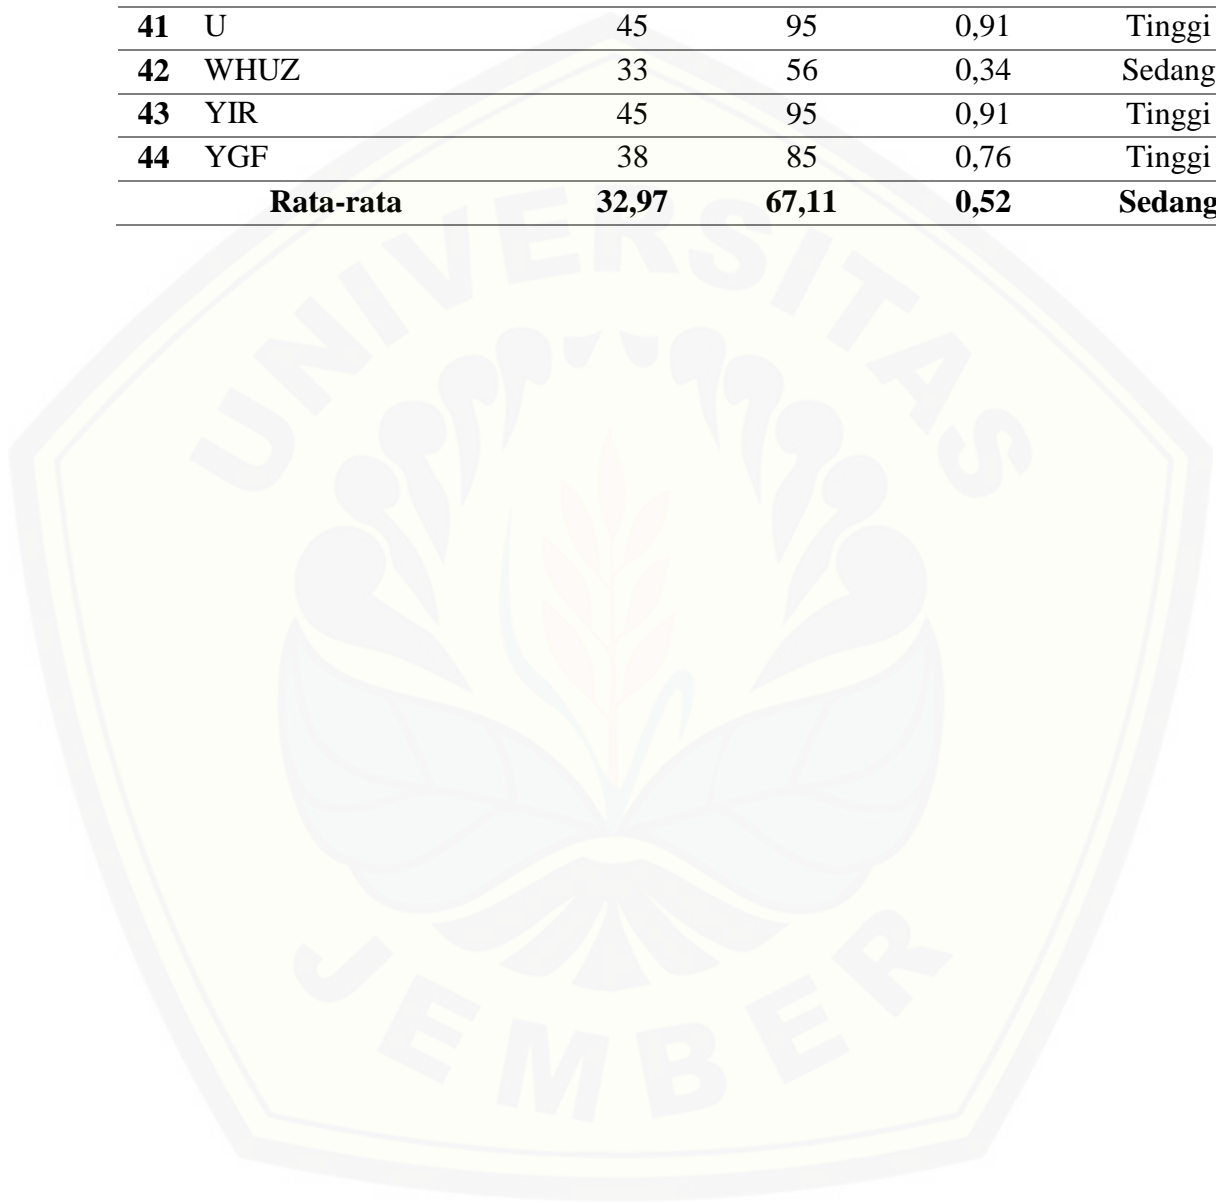 41 U 45 95 0,91 Tinggi
42 WHUZ 33 56 0,34 Sedang
43 YIR 45 95 0,91 Tinggi
44 YGF 38 85 0,76 Tinggi
Rata-rata 32,97 67,11 0,52 Sedang
UNIVERSITAS
JEMBER